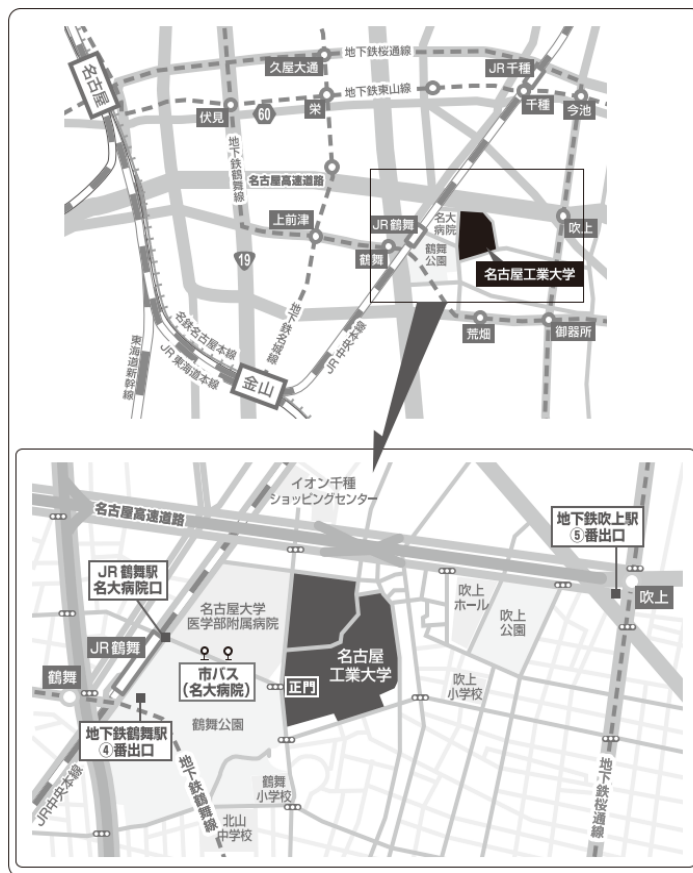 地下鉄桜通線
久屋大通
JR千種
名古屋
地下鉄東山線
伏見
60
栄
千種
今池
地下鉄鶴舞線
名古屋高速道路
上前津
JR鶴舞
鶴舞
名大
病院
鶴舞
公園
吹上
名古屋工業大学
19
荒畑
御器所
名鉄名古屋本線
JR東海道本線
東海道新幹線
地下鉄名城線
JR中央本線
金山
イオン千種
ショッピングセンター
名古屋高速道路
地下鉄吹上駅
⑤番出口
JR鶴舞駅
名大病院口
名古屋大学
医学部附属病院
吹上
ホール
吹上
公園
吹上
JR鶴舞
名古屋
工業大学
鶴舞
市バス
(名大病院)
正門
吹上
小学校
地下鉄鶴舞駅
④番出口
鶴舞公園
JR中央本線
地下鉄鶴舞線
鶴舞
小学校
北山
中学校
地下鉄桜通線